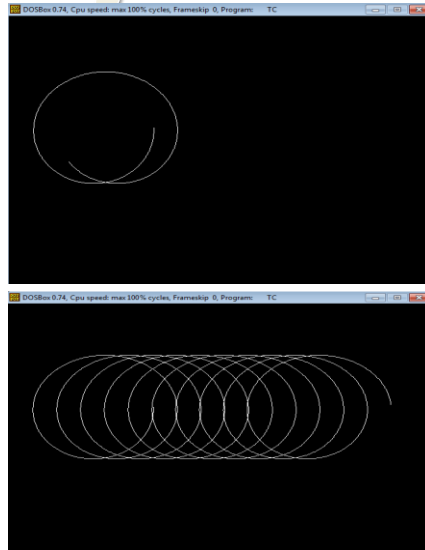 DOSBox 0.74, Cpu speed: max 100% cycles, Frameskip 0, Program: TC
DOSBox 0.74, Cpu speed: max 100% cycles, Frameskip 0, Program: TC